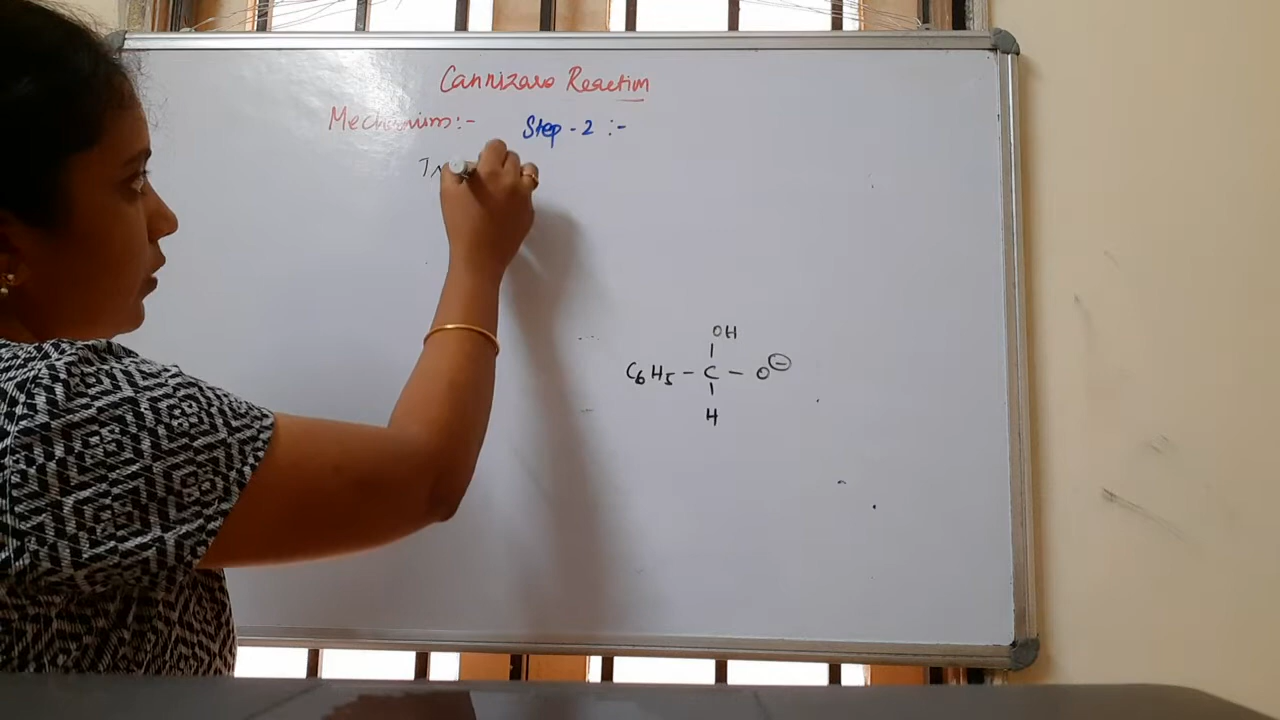 Cannizaro Reaction
Mechanism:- Step-2 :-
OH
C6H5 - C - O⊖
H